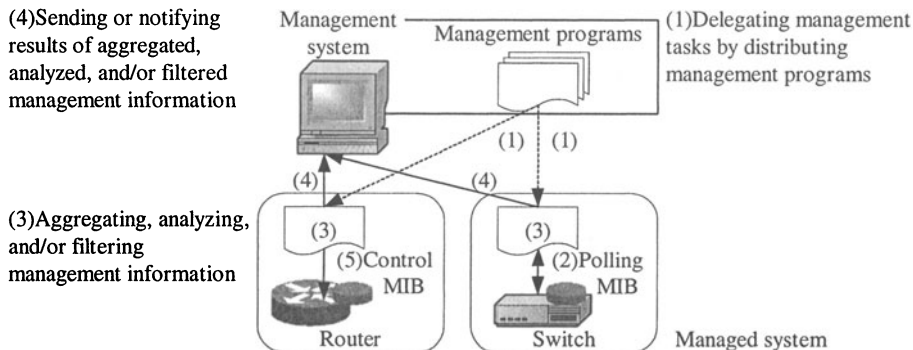 (4)Sending or notifying
results of aggregated,
analyzed, and/or filtered
management information
Management
system
Management programs
(1)Delegating management
tasks by distributing
management programs
(1)
(1)
(4)
(4)
(3)Aggregating, analyzing,
and/or filtering
management information
(3)
(3)
(5)Control
MIB
(2)Polling
MIB
Router
Switch
Managed system